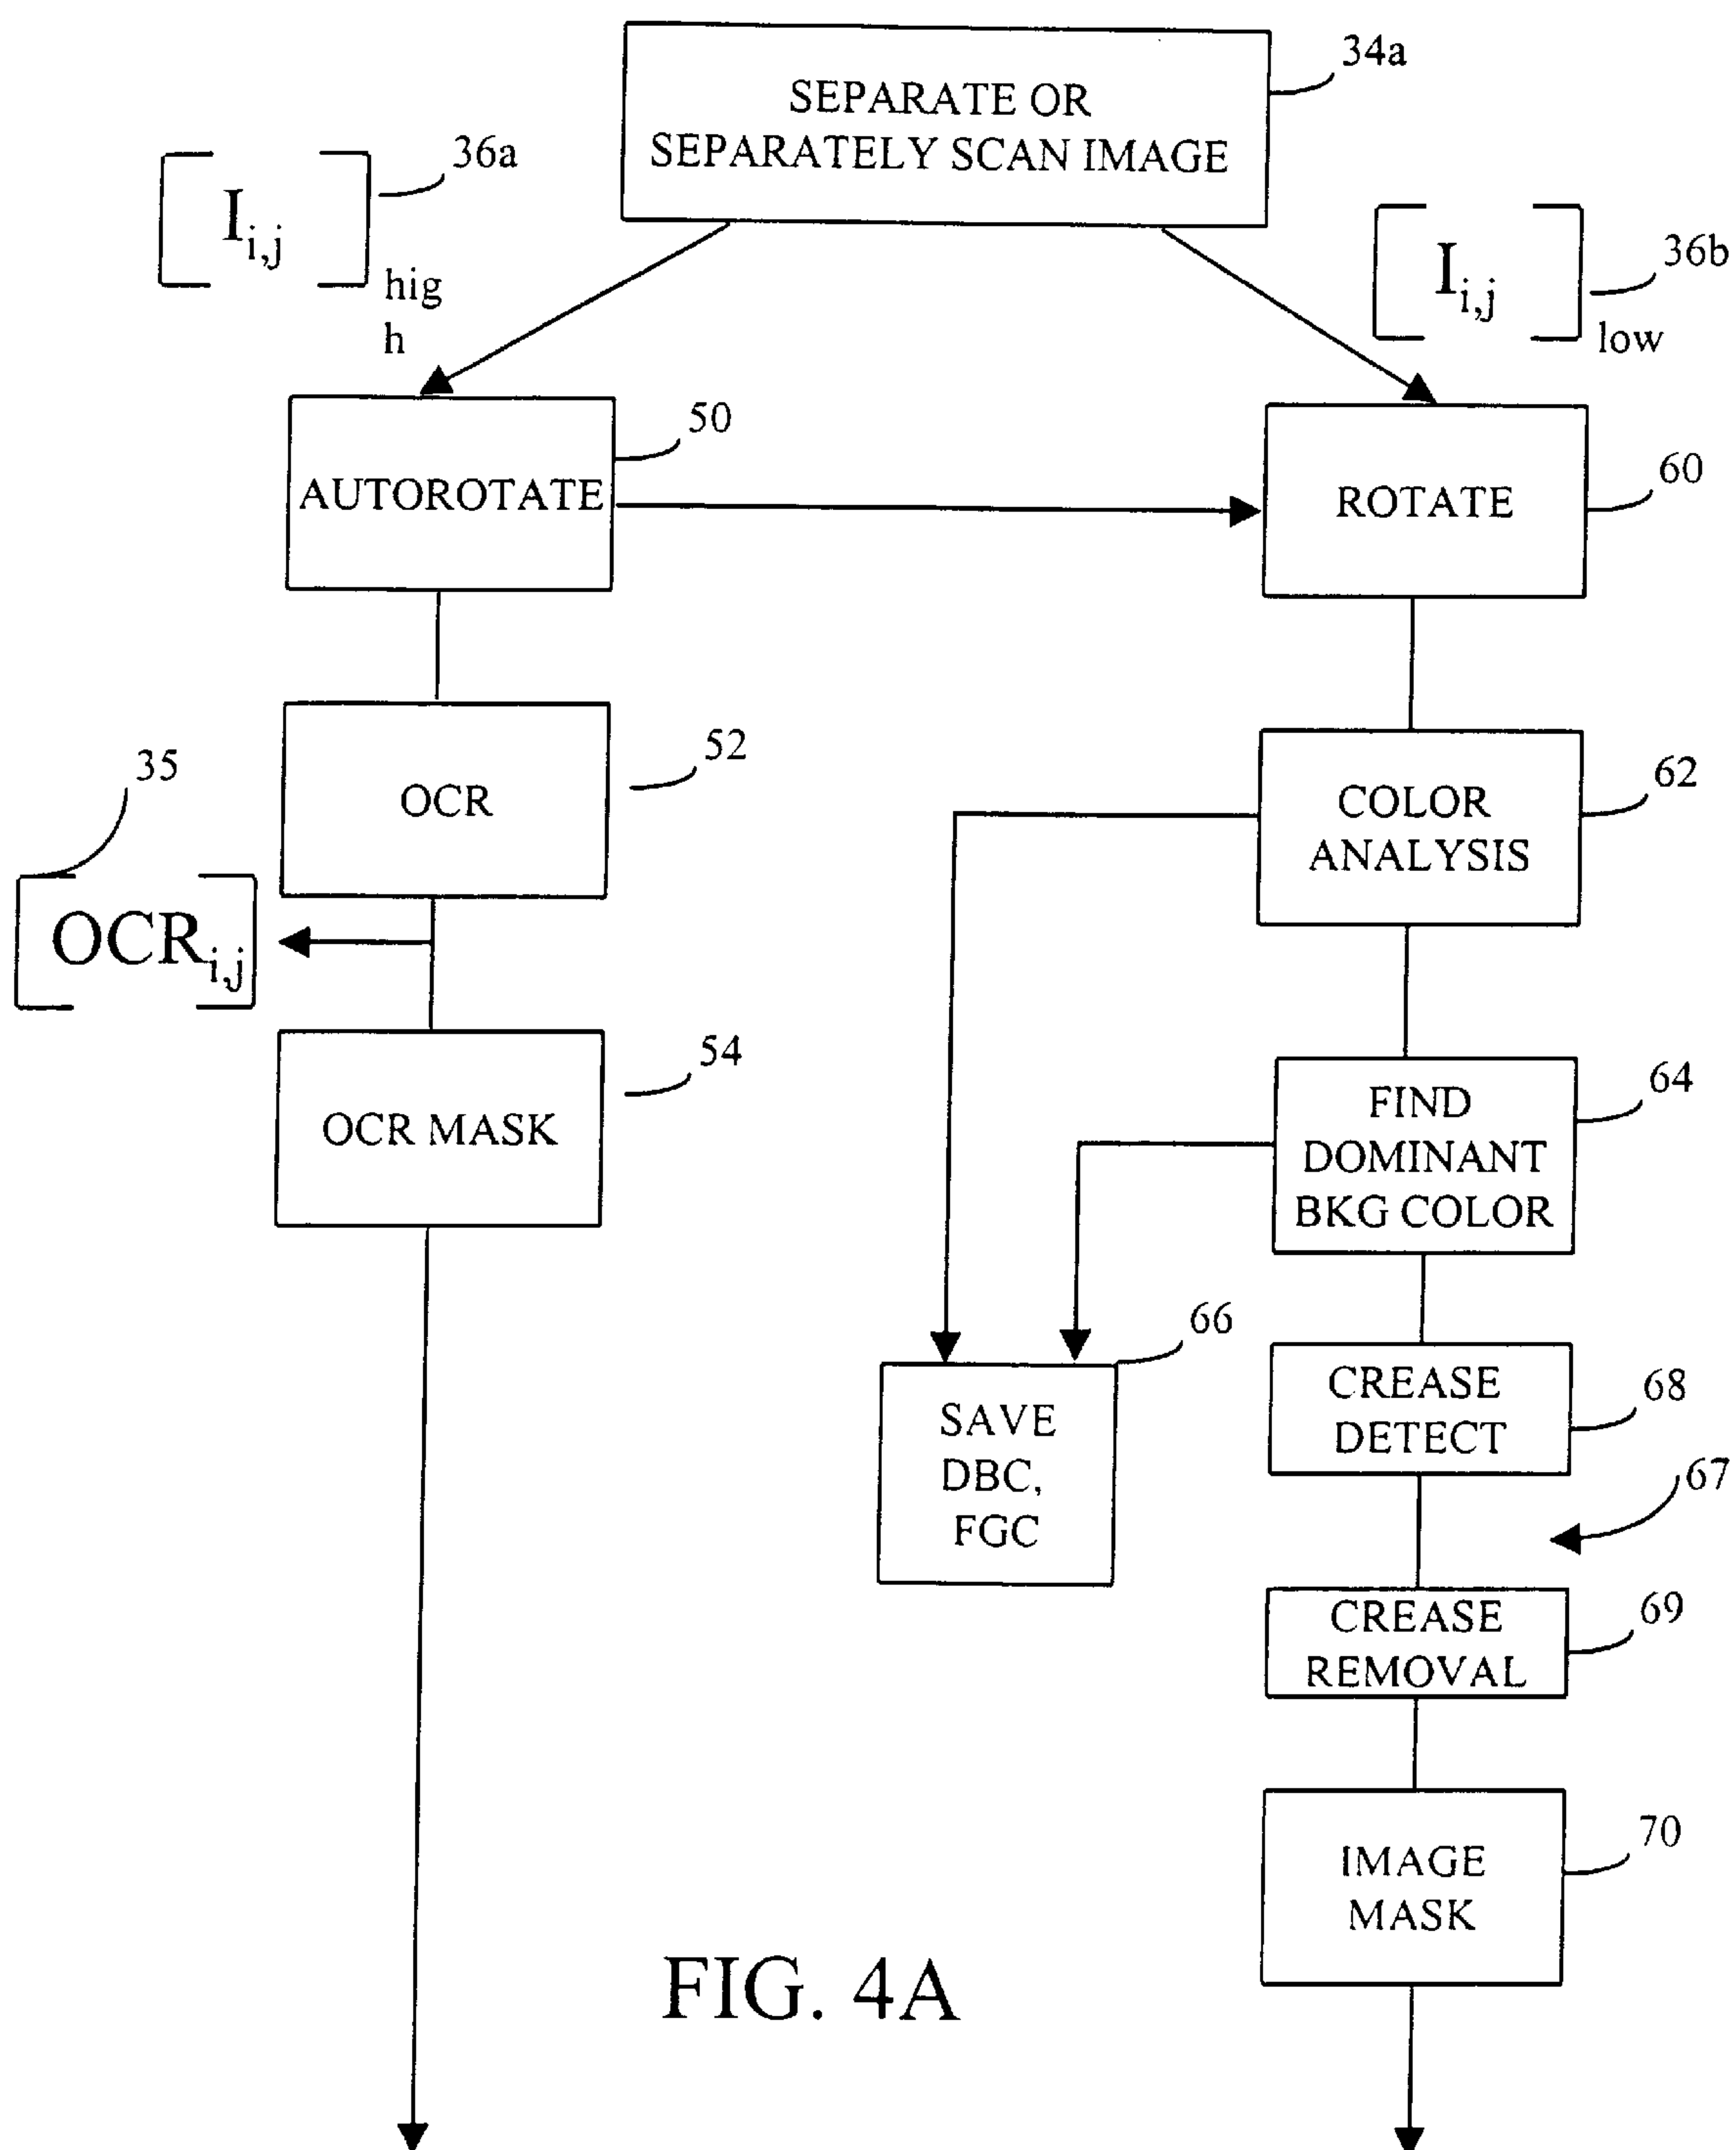 34a
SEPARATE OR
SEPARATELY SCAN IMAGE
36a
I i,j
hig
h
36b
I i,j
low
50
AUTOROTATE
60
ROTATE
52
OCR
35
OCR i,j
62
COLOR
ANALYSIS
54
OCR MASK
64
FIND
DOMINANT
BKG COLOR
66
SAVE
DBC,
FGC
68
CREASE
DETECT
67
69
CREASE
REMOVAL
70
IMAGE
MASK
FIG. 4A